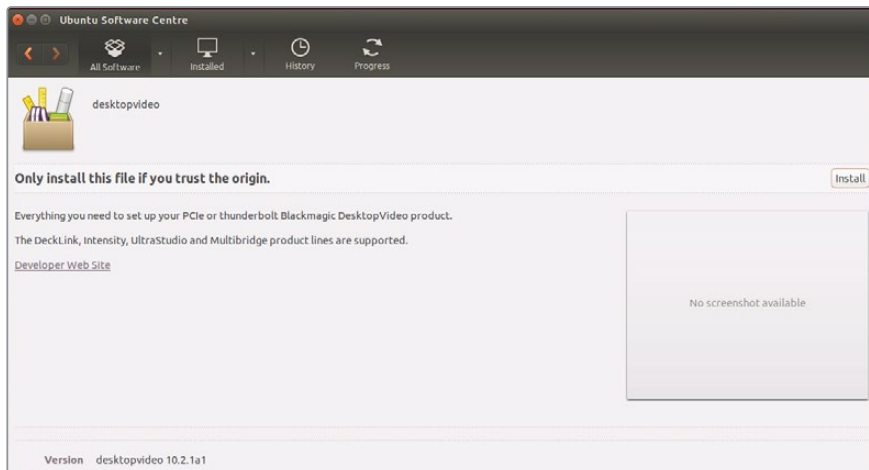 Ubuntu Software Centre
All Software
Installed
History
Progress
desktopvideo
Only install this file if you trust the origin.
Install
Everything you need to set up your PCIe or thunderbolt Blackmagic DesktopVideo product.
The DeckLink, Intensity, UltraStudio and Multibridge product lines are supported.
Developer Web Site
No screenshot available
Version desktopvideo 10.2.1a1